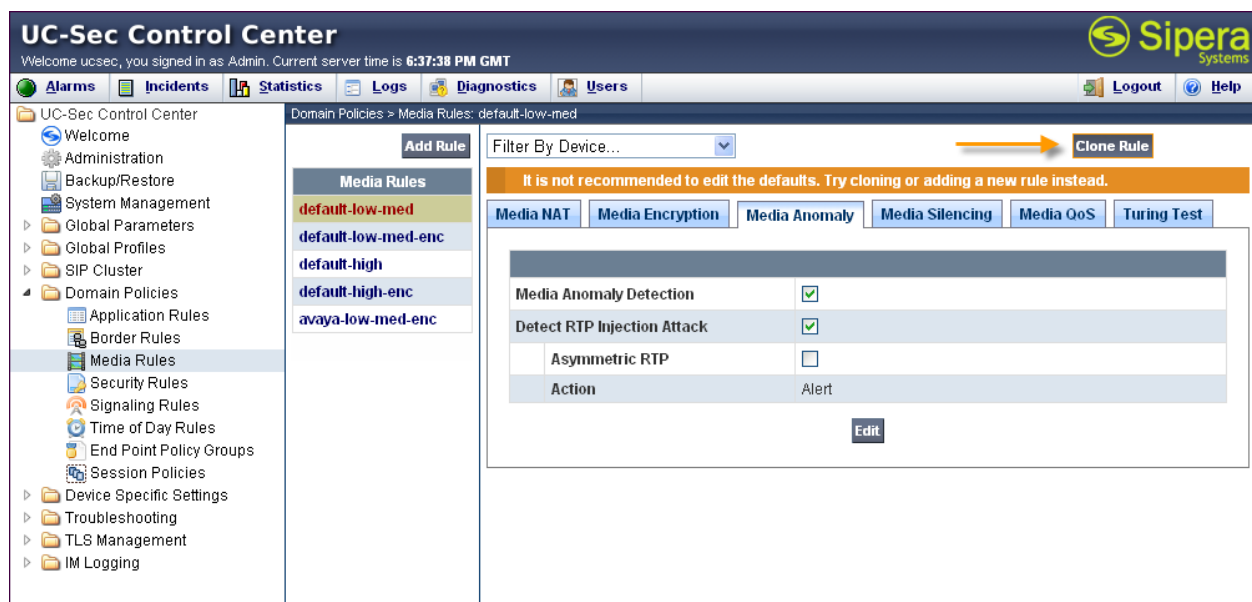 UC-Sec Control Center
Welcome ucsec, you signed in as Admin. Current server time is 6:37:38 PM GMT
Sipera
Systems
Alarms Incidents Statistics Logs Diagnostics Users Logout Help
UC-Sec Control Center
Welcome
Administration
Backup/Restore
System Management
Global Parameters
Global Profiles
SIP Cluster
Domain Policies
Application Rules
Border Rules
Media Rules
Security Rules
Signaling Rules
Time of Day Rules
End Point Policy Groups
Session Policies
Device Specific Settings
Troubleshooting
TLS Management
IM Logging
Domain Policies > Media Rules: default-low-med
Add Rule
Media Rules
default-low-med
default-low-med-enc
default-high
default-high-enc
avaya-low-med-enc
Filter By Device...
Clone Rule
It is not recommended to edit the defaults. Try cloning or adding a new rule instead.
Media NAT Media Encryption Media Anomaly Media Silencing Media QoS Turing Test
Media Anomaly Detection
Detect RTP Injection Attack
Asymmetric RTP
Action Alert
Edit